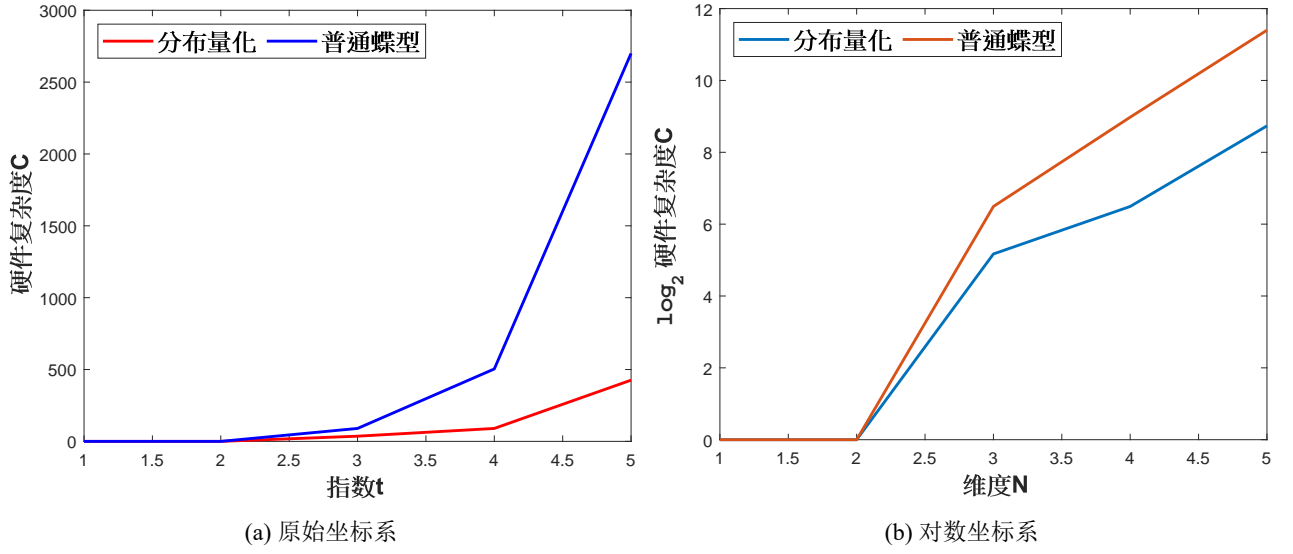 分布量化 普通蝶型
3000
2500
2000
1500
1000
500
0
硬件复杂度C
1 1.5 2 2.5 3 3.5 4 4.5 5
指数t
(a) 原始坐标系
分布量化 普通蝶型
12
10
8
6
4
2
0
log₂ 硬件复杂度C
1 1.5 2 2.5 3 3.5 4 4.5 5
维度N
(b) 对数坐标系